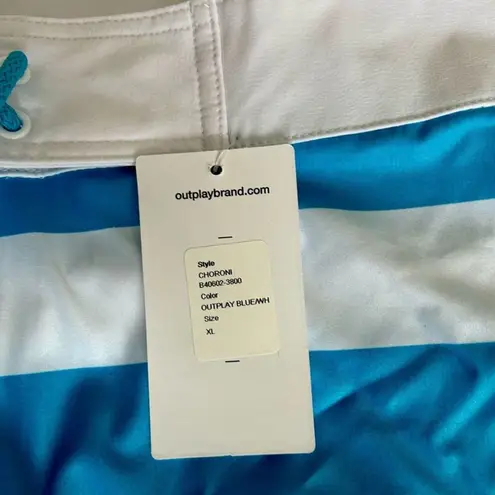 outplaybrand.com
Style
CHORONI
B40602-3800
Color
OUTPLAY BLUE/WH
Size
XL